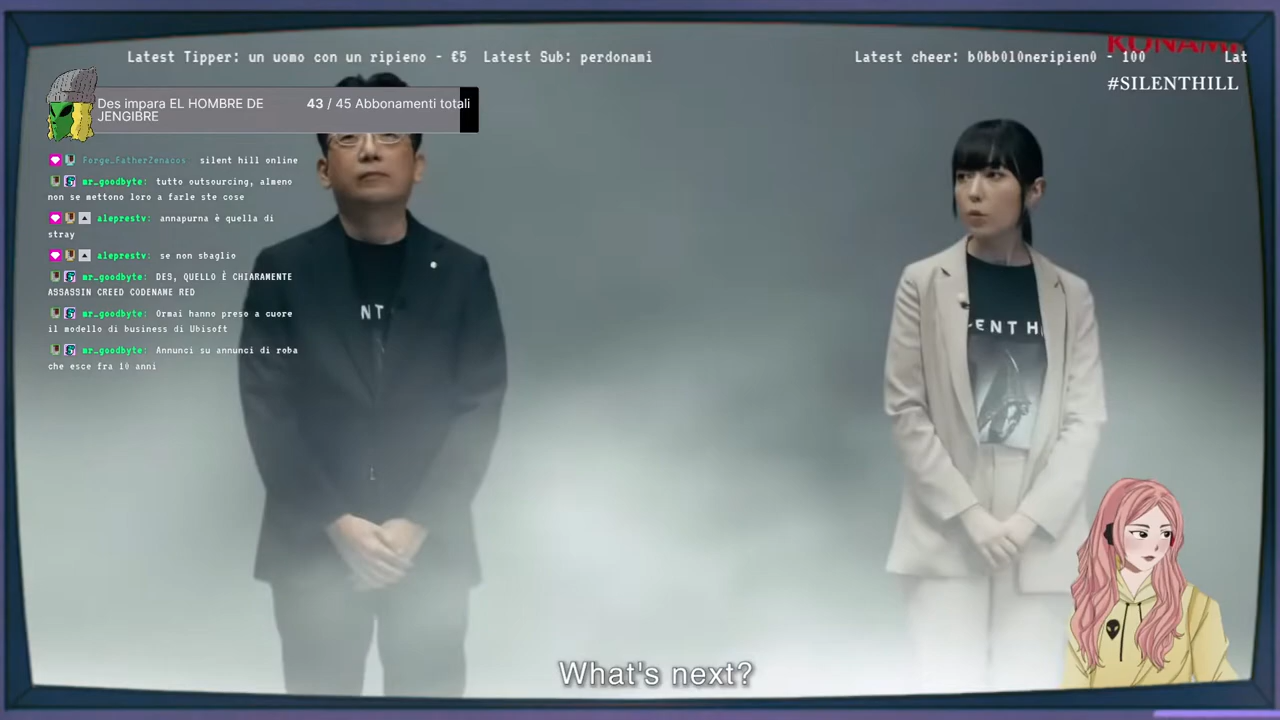 Latest Tipper: un uomo con un ripieno - €5 Latest Sub: perdonami
Latest cheer: b0bb0l0neripien0 - 100
Lat
KONAMI
#SILENTHILL
Des impara EL HOMBRE DE
JENGIBRE
43 / 45 Abbonamenti totali
Forge_FatherZenacos silent hill online
mr_goodbyte: tutto outsourcing, almeno
non se mettono loro a farle ste cose
aleprestv: annapurna è quella di
stray
aleprestv: se non sbaglio
mr_goodbyte: DES, QUELLO È CHIARAMENTE
ASSASSIN CREED CODENAME RED
mr_goodbyte: Ormai hanno preso a cuore
il modello di business di Ubisoft
mr_goodbyte: Annunci su annunci di roba
che esce fra 10 anni
NT
ENT H
What's next?